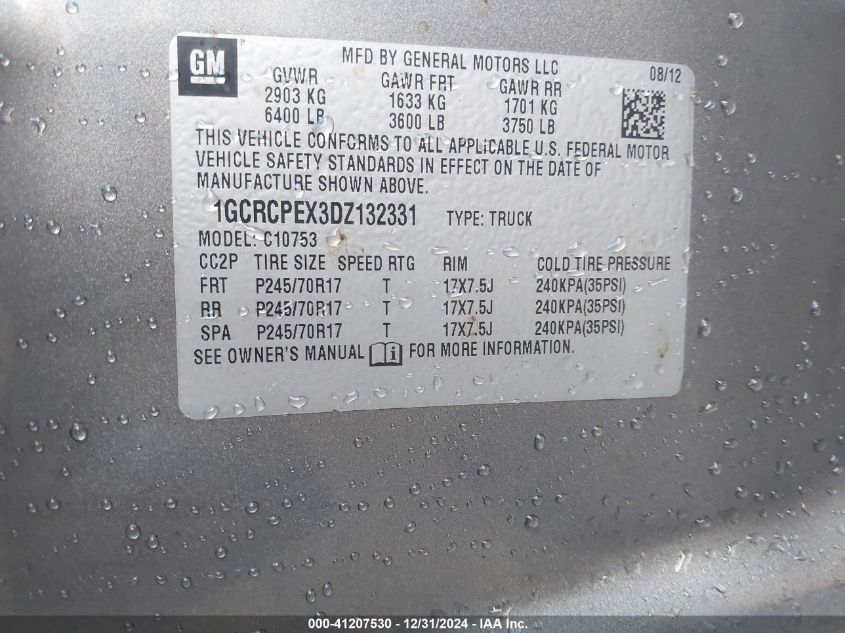 GM
MFD BY GENERAL MOTORS LLC
08/12
GVWR GAWR FRT GAWR RR
2903 KG 1633 KG 1701 KG
6400 LB 3600 LB 3750 LB
THIS VEHICLE CONFORMS TO ALL APPLICABLE U.S. FEDERAL MOTOR
VEHICLE SAFETY STANDARDS IN EFFECT ON THE DATE OF
MANUFACTURE SHOWN ABOVE.
1GCRCPEX3DZ132331 TYPE: TRUCK
MODEL: C10753
CC2P TIRE SIZE SPEED RTG RIM COLD TIRE PRESSURE
FRT P245/70R17 T 17X7.5J 240KPA(35PSI)
RR P245/70R17 T 17X7.5J 240KPA(35PSI)
SPA P245/70R17 T 17X7.5J 240KPA(35PSI)
SEE OWNER'S MANUAL i FOR MORE INFORMATION.
000-41207530 - 12/31/2024 - IAA Inc.